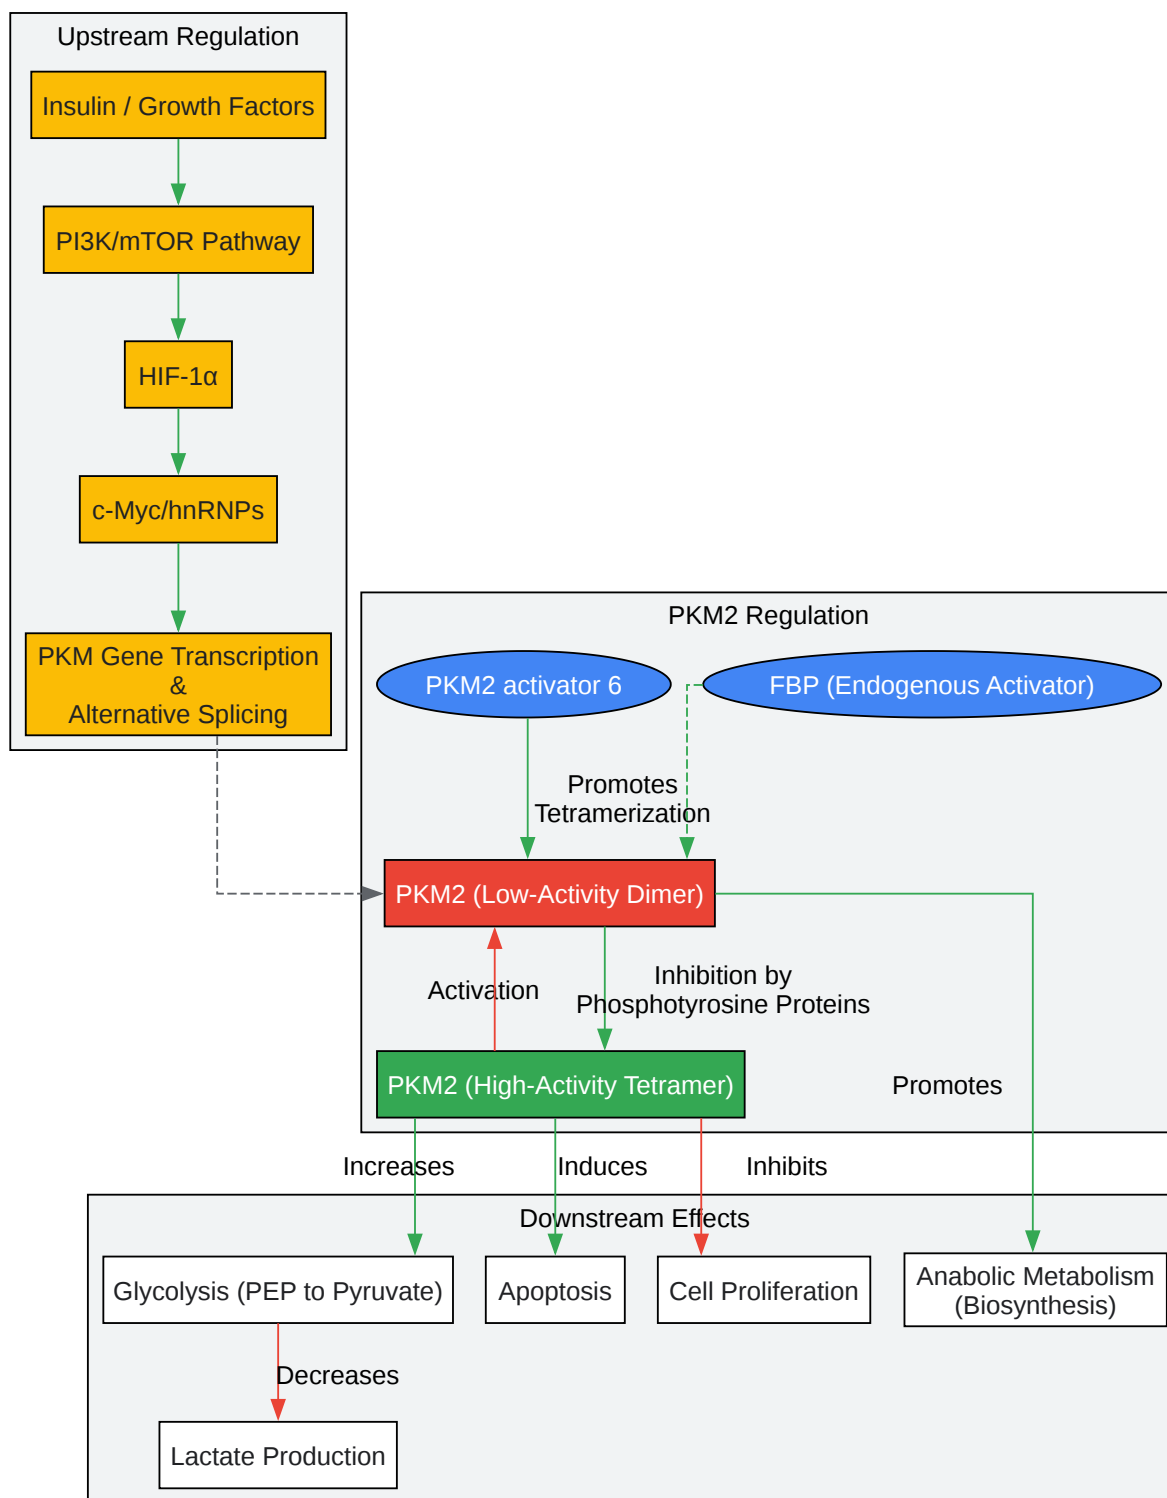 Upstream Regulation
Insulin / Growth Factors
PI3K/mTOR Pathway
HIF-1α
c-Myc/hnRNPs
PKM Gene Transcription
&
Alternative Splicing
PKM2 Regulation
PKM2 activator 6
FBP (Endogenous Activator)
Promotes
Tetramerization
PKM2 (Low-Activity Dimer)
Activation
Inhibition by
Phosphotyrosine Proteins
PKM2 (High-Activity Tetramer)
Promotes
Increases
Induces
Inhibits
Downstream Effects
Glycolysis (PEP to Pyruvate)
Apoptosis
Cell Proliferation
Anabolic Metabolism
(Biosynthesis)
Decreases
Lactate Production